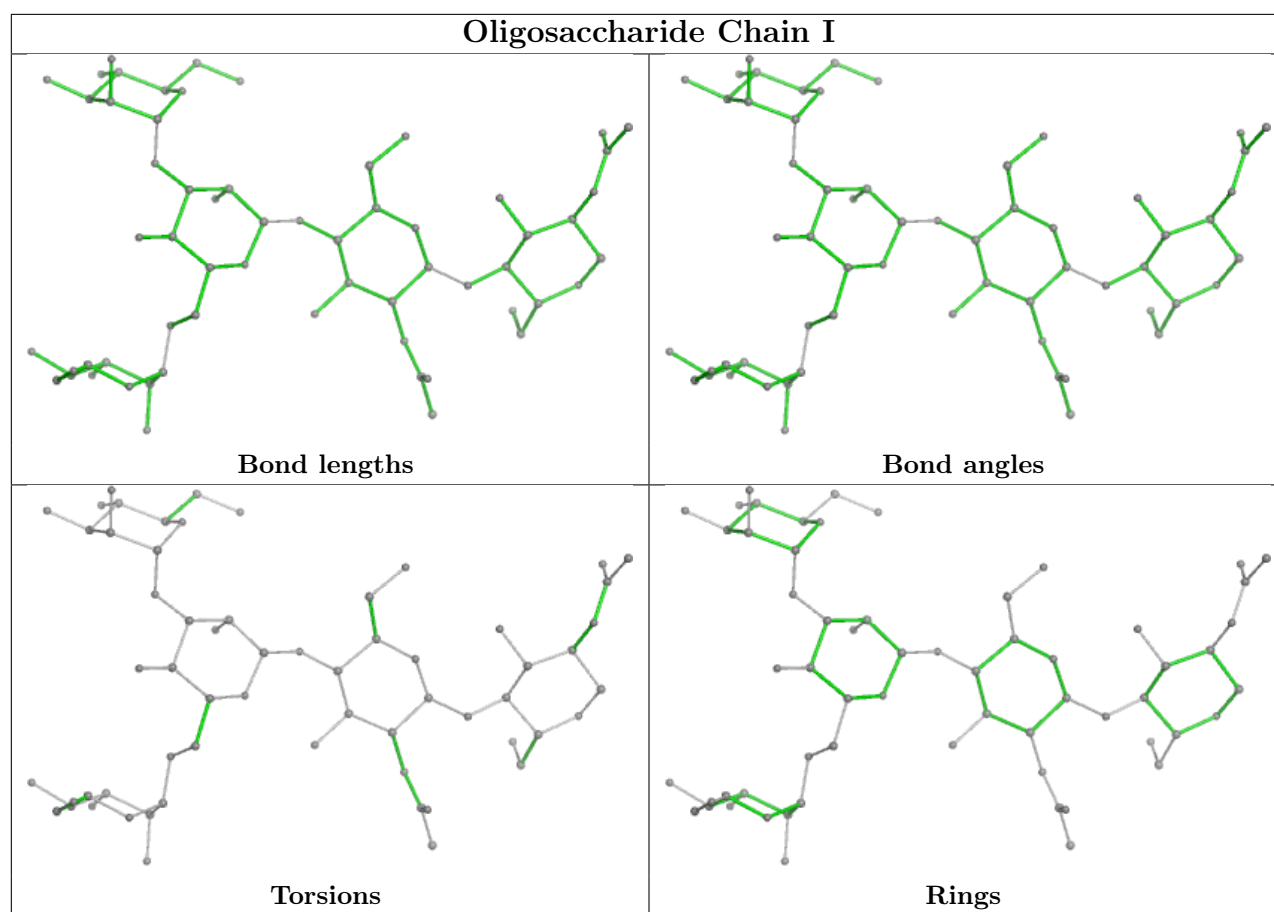 Oligosaccharide Chain I
Bond lengths
Bond angles
Torsions
Rings